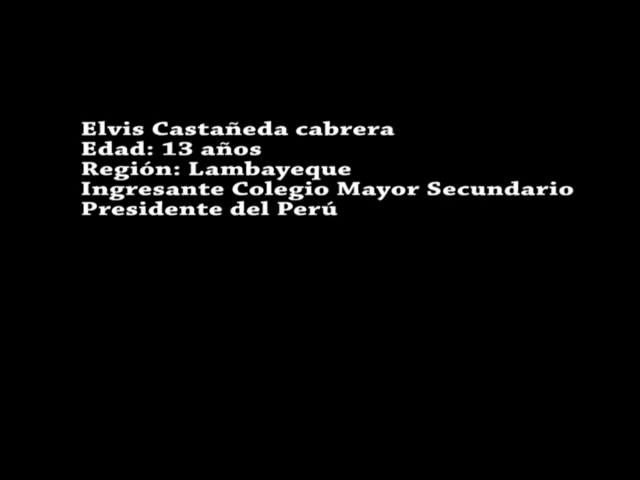 Elvis Castañeda cabrera
Edad: 13 años
Región: Lambayeque
Ingresante Colegio Mayor Secundario
Presidente del Perú